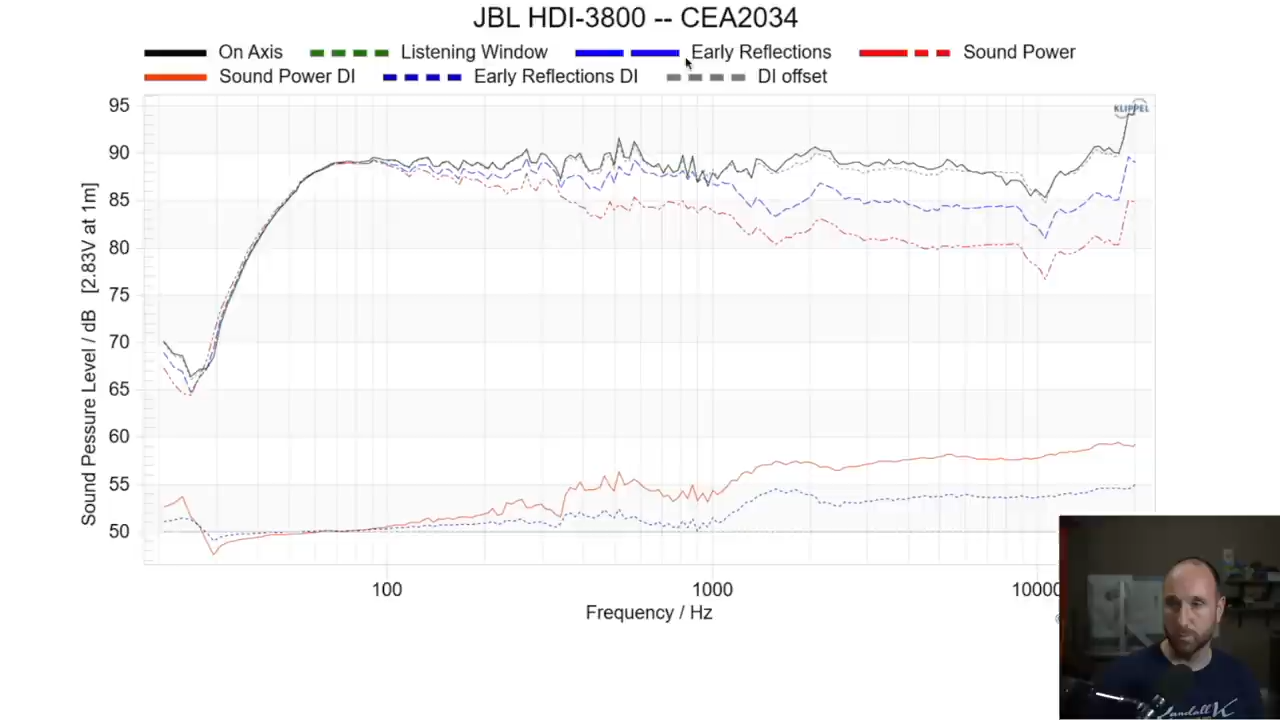 JBL HDI-3800 -- CEA2034
On Axis Listening Window Early Reflections Sound Power
Sound Power DI Early Reflections DI DI offset
KLIPPEL
Sound Pressure Level / dB [2.83V at 1m]
95
90
85
80
75
70
65
60
55
50
100 1000 10000
Frequency / Hz